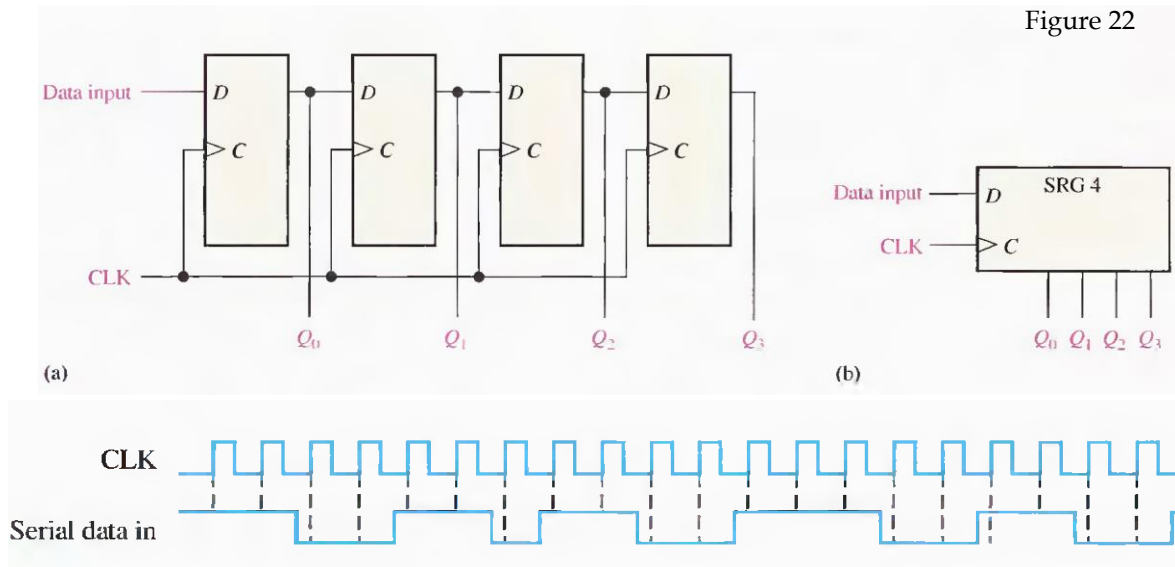 Figure 22
Data input D D D D
C C C C
CLK
Q0 Q1 Q2 Q3
(a)
SRG 4
Data input D
CLK C
Q0 Q1 Q2 Q3
(b)
CLK
Serial data in